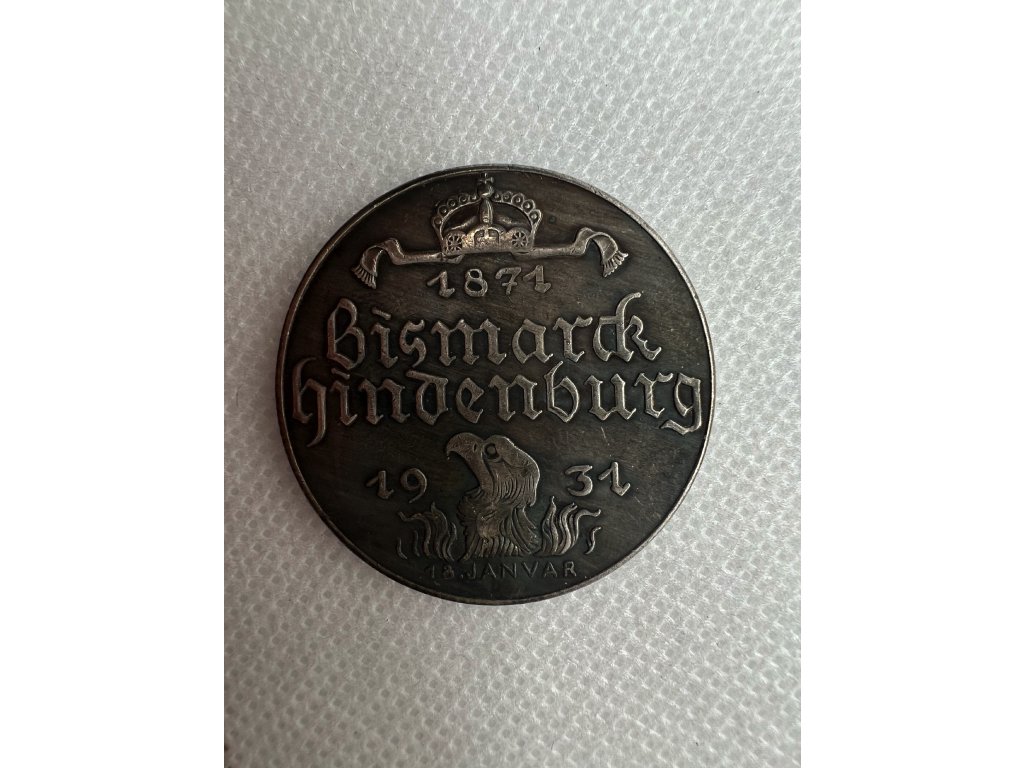 1871
Bismarck
hindenburg
19 31
18.JANVAR